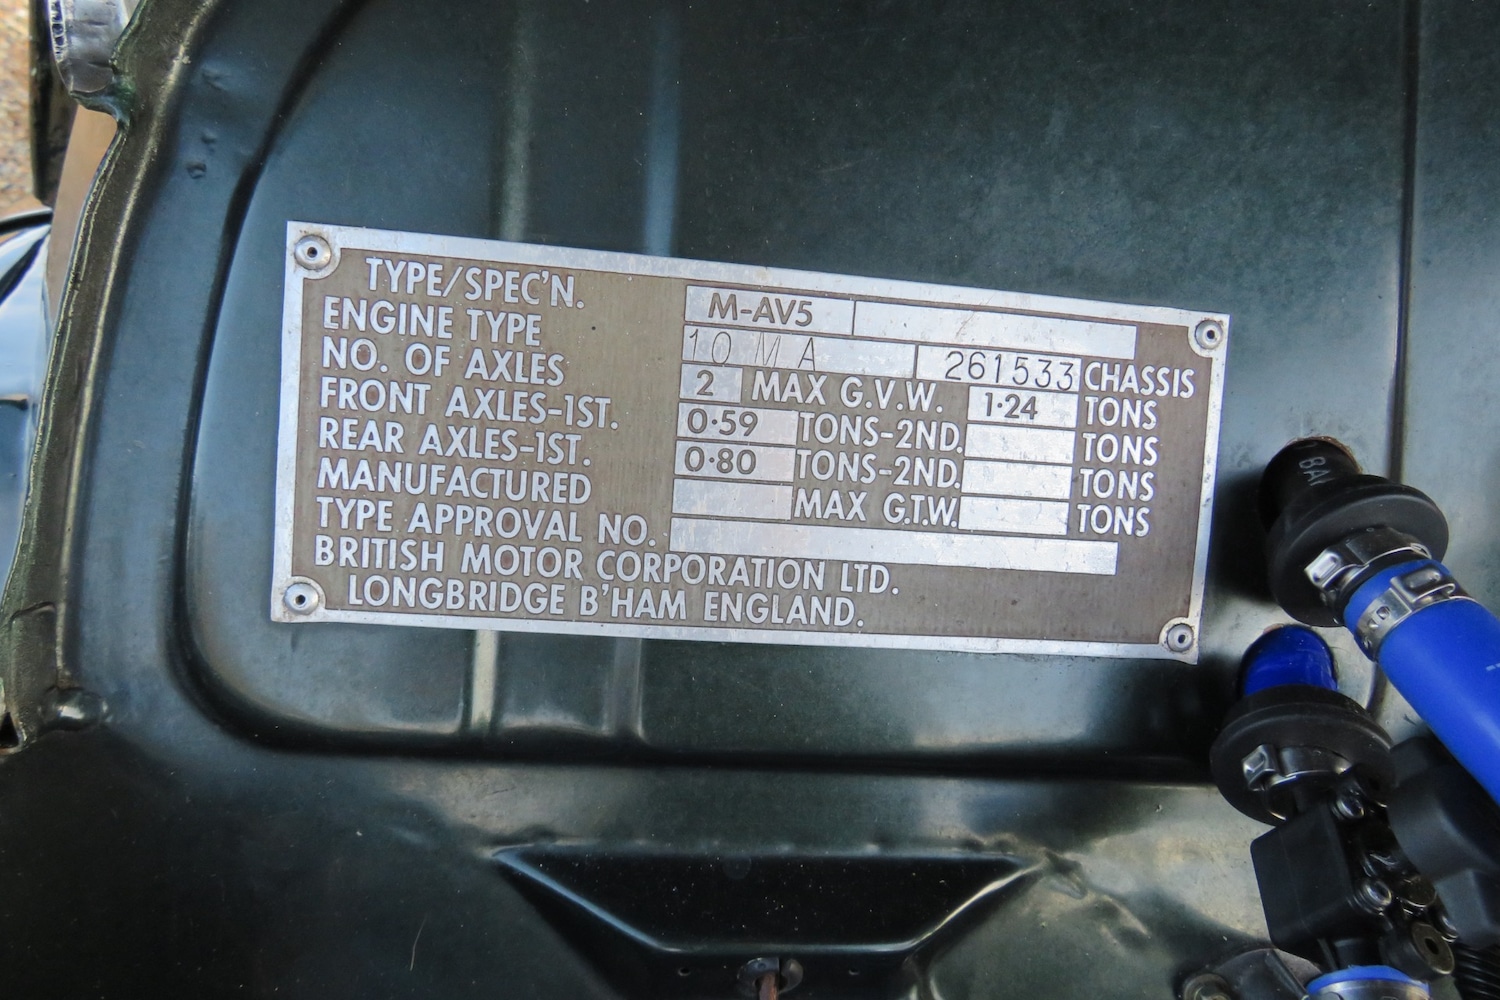 TYPE/SPEC'N. M-AV5
ENGINE TYPE 10 M A 261533 CHASSIS
NO. OF AXLES 2 MAX G.V.W. 1·24 TONS
FRONT AXLES-1ST. 0·59 TONS-2ND. TONS
REAR AXLES-1ST. 0·80 TONS-2ND. TONS
MANUFACTURED MAX G.T.W. TONS
TYPE APPROVAL NO.
BRITISH MOTOR CORPORATION LTD.
LONGBRIDGE B'HAM ENGLAND.